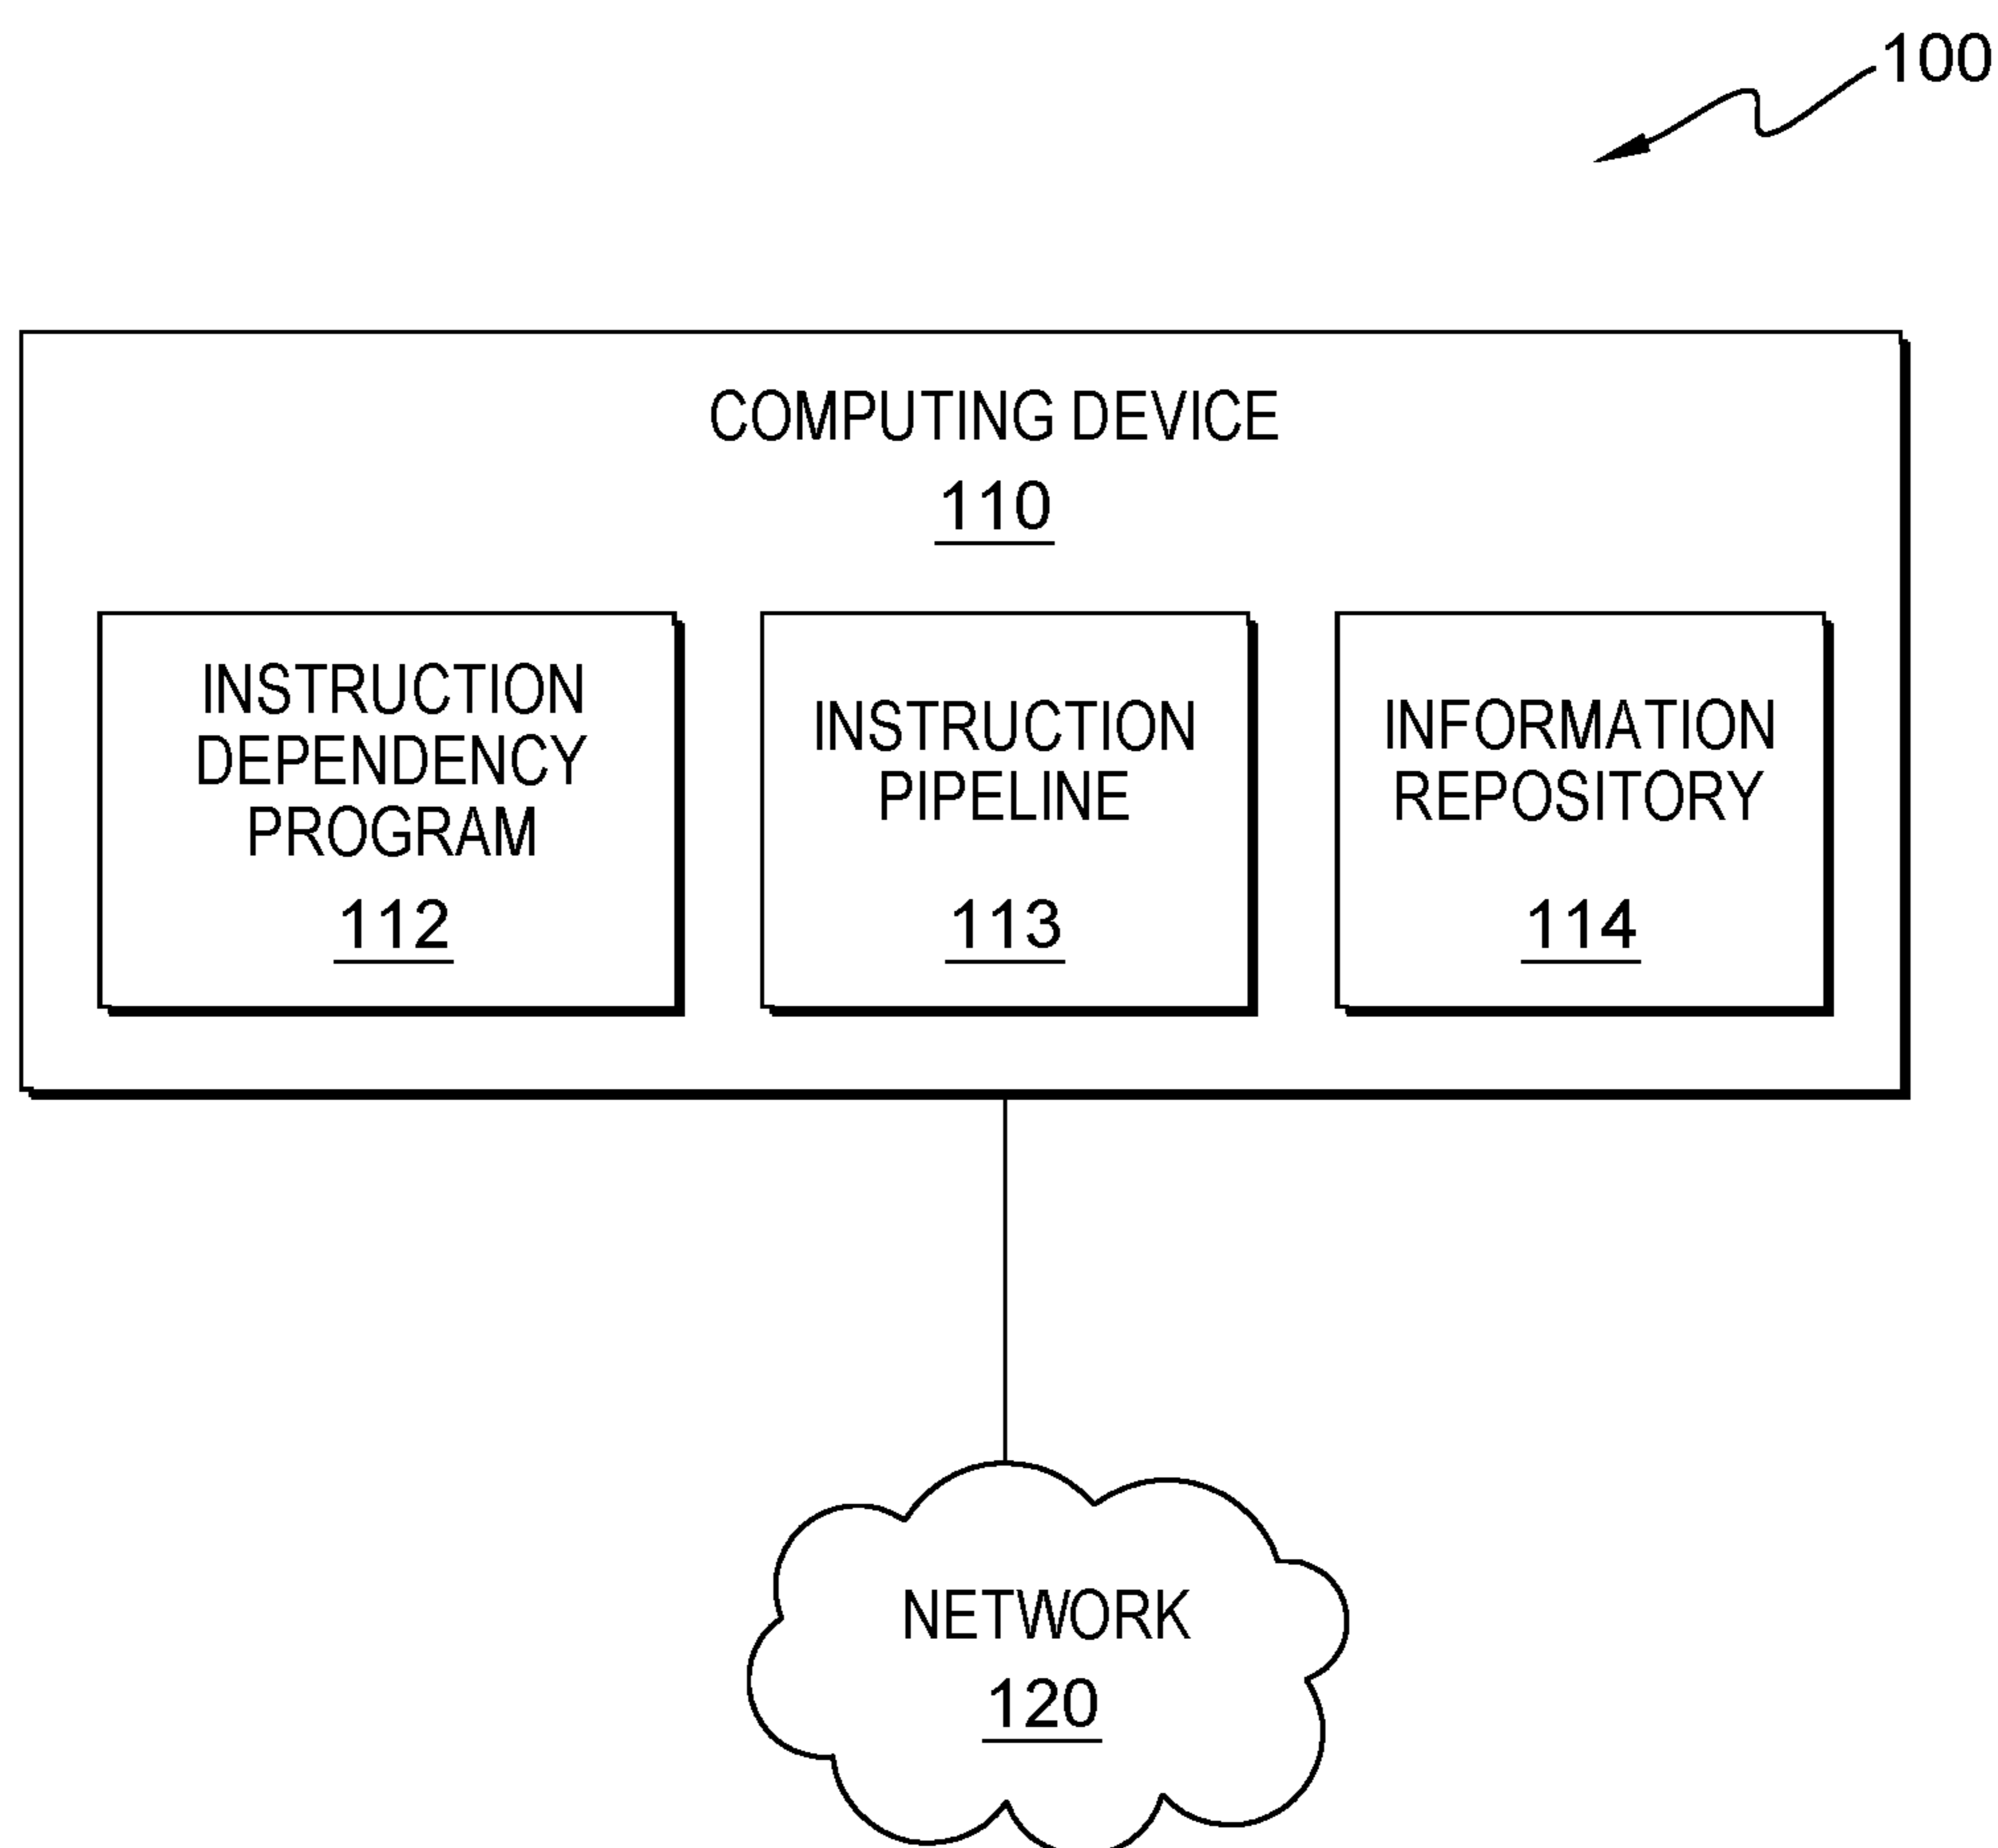 100
COMPUTING DEVICE
110
INSTRUCTION
DEPENDENCY
PROGRAM
112
INSTRUCTION
PIPELINE
113
INFORMATION
REPOSITORY
114
NETWORK
120